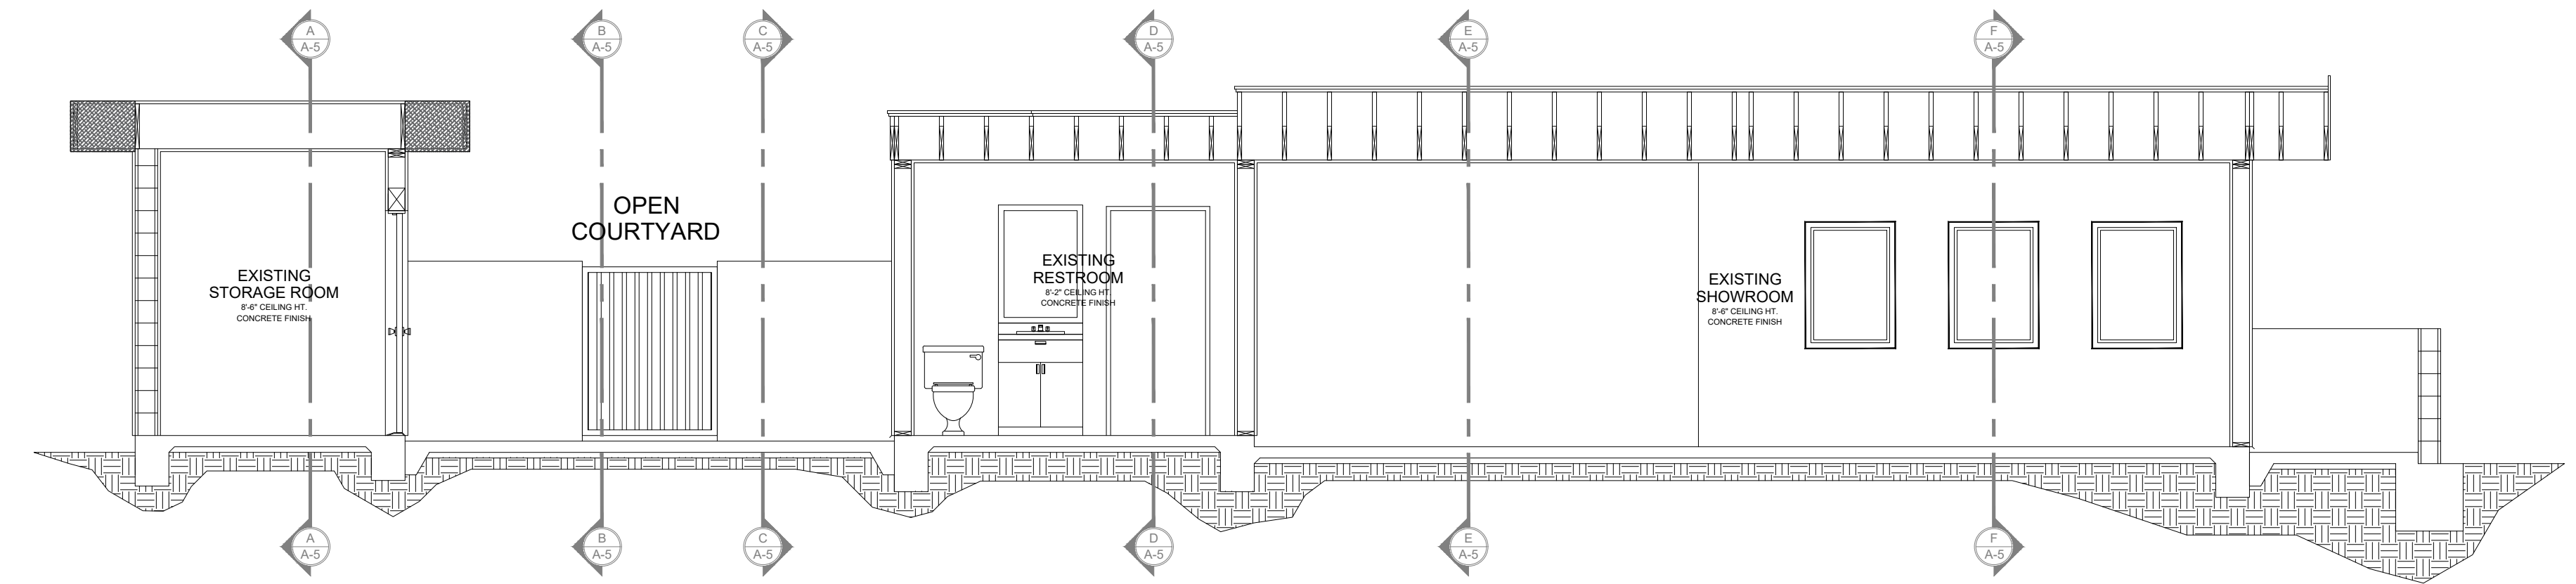 A
A-5
B
A-5
C
A-5
D
A-5
E
A-5
F
A-5
OPEN
COURTYARD
EXISTING
STORAGE ROOM
8'-6" CEILING HT.
CONCRETE FINISH
EXISTING
RESTROOM
8'-2" CEILING HT.
CONCRETE FINISH
EXISTING
SHOWROOM
8'-6" CEILING HT.
CONCRETE FINISH
A
A-5
B
A-5
C
A-5
D
A-5
E
A-5
F
A-5